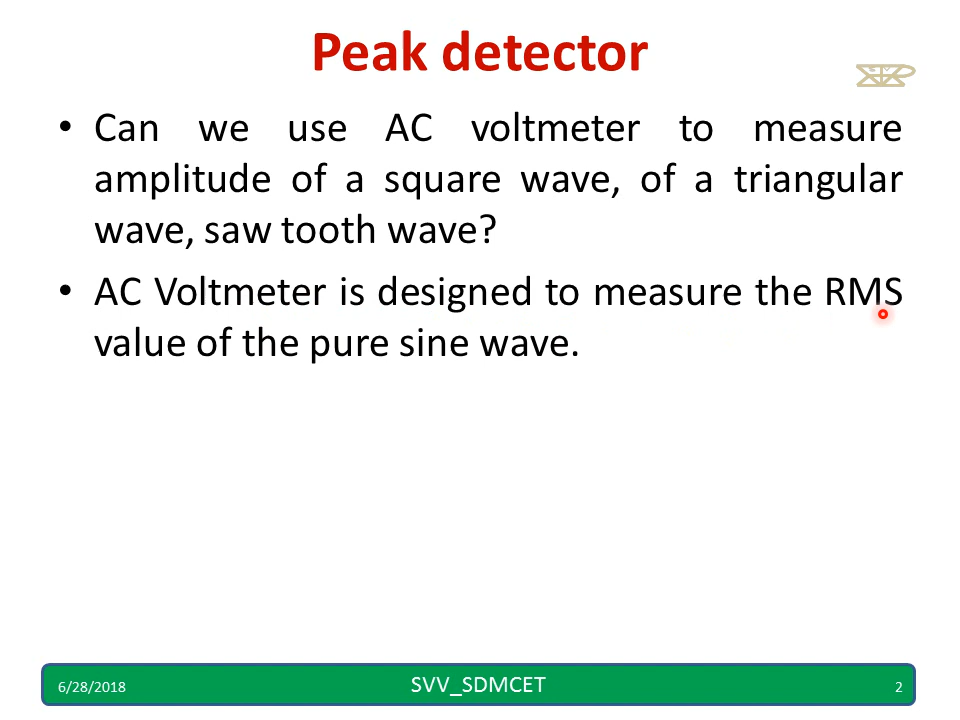 Peak detector
• Can we use AC voltmeter to measure
amplitude of a square wave, of a triangular
wave, saw tooth wave?
• AC Voltmeter is designed to measure the RMS
value of the pure sine wave.
6/28/2018 SVV_SDMCET 2